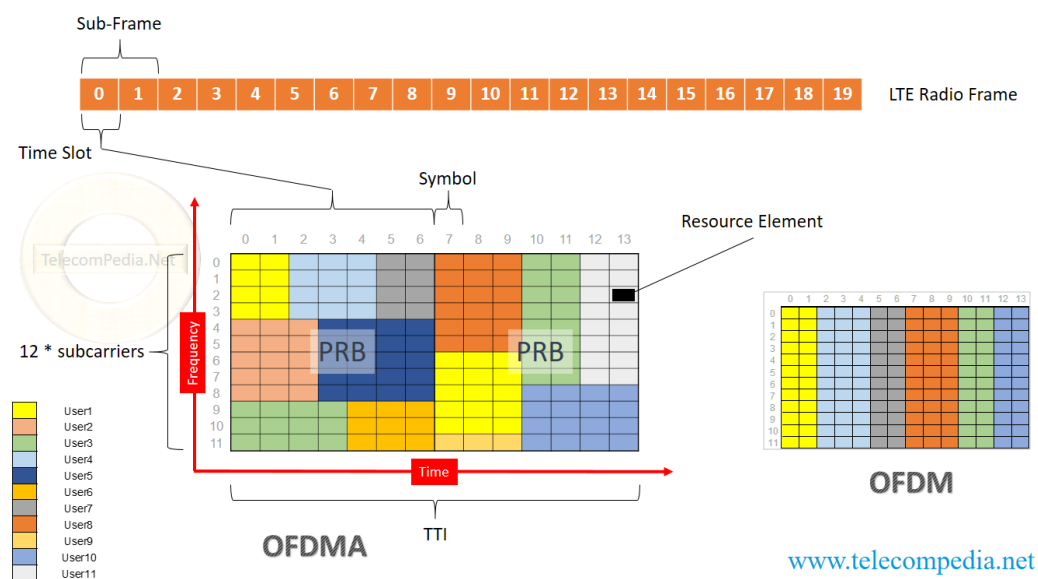 Sub-Frame
0 1 2 3 4 5 6 7 8 9 10 11 12 13 14 15 16 17 18 19
LTE Radio Frame
Time Slot
Symbol
Resource Element
TelecomPedia.Net
0 1 2 3 4 5 6 7 8 9 10 11 12 13
0
1
2
3
4
5
6
7
8
9
10
11
PRB
PRB
12 * subcarriers
Frequency
Time
TTI
OFDMA
User1
User2
User3
User4
User5
User6
User7
User8
User9
User10
User11
0 1 2 3 4 5 6 7 8 9 10 11 12 13
0
1
2
3
4
5
6
7
8
9
10
11
OFDM
www.telecompedia.net